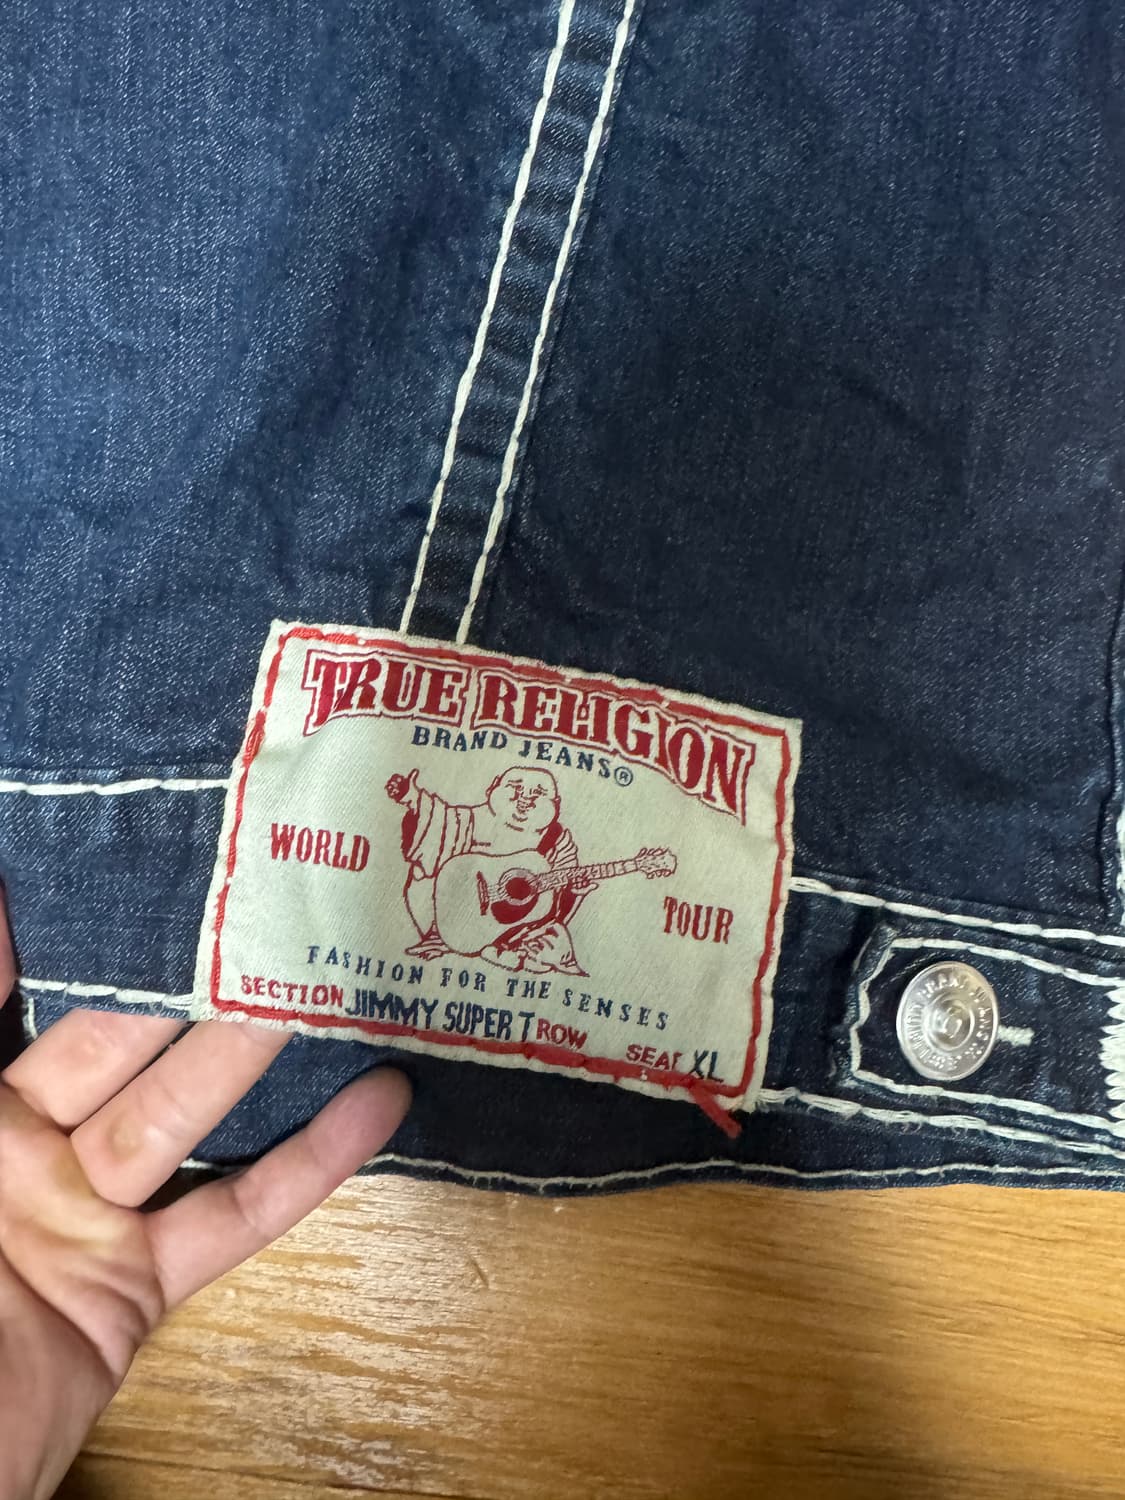 TRUE RELIGION
BRAND JEANS®
WORLD
TOUR
FASHION FOR THE SENSES
SECTION JIMMY SUPER T ROW SEAT XL